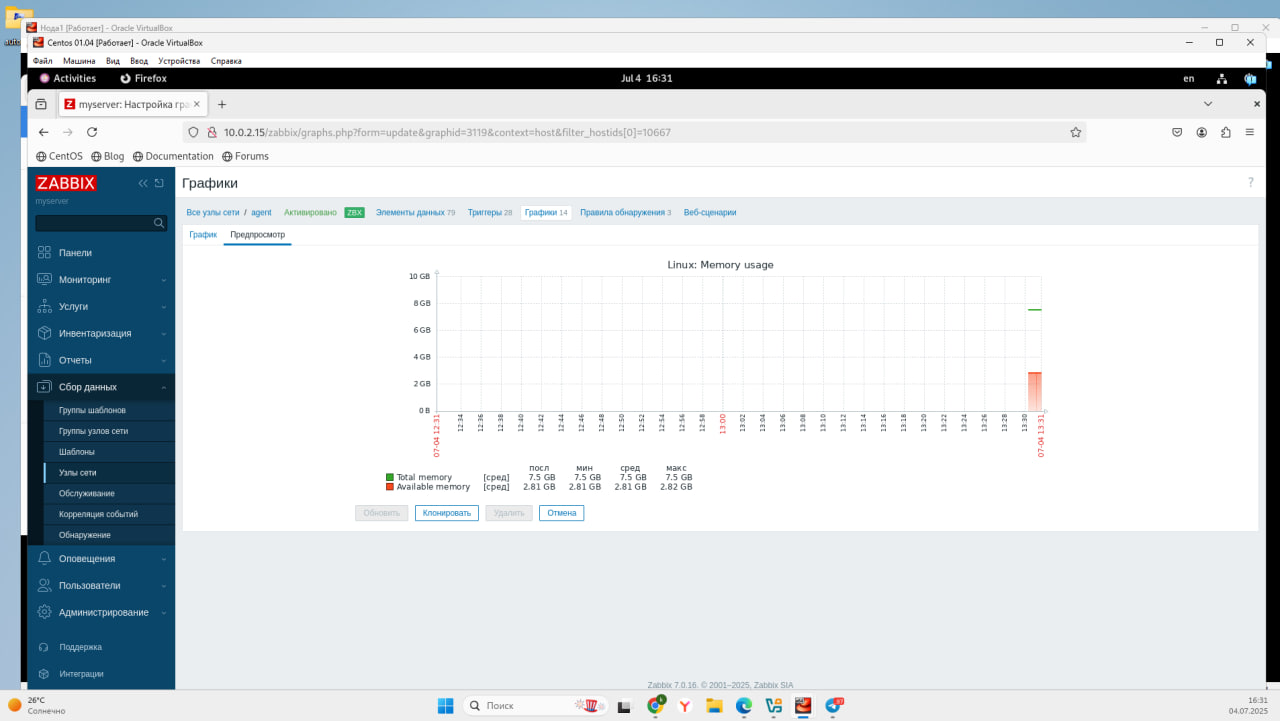 Нода1 [Работает] - Oracle VirtualBox
Centos 01.04 [Работает] - Oracle VirtualBox
Файл Машина Вид Ввод Устройства Справка
Activities Firefox Jul 4 16:31 en
myserver: Настройка гра
10.0.2.15/zabbix/graphs.php?form=update&graphid=3119&context=host&filter_hostids[0]=10667
CentOS Blog Documentation Forums
ZABBIX
myserver
Панели
Мониторинг
Услуги
Инвентаризация
Отчеты
Сбор данных
Группы шаблонов
Группы узлов сети
Шаблоны
Узлы сети
Обслуживание
Корреляция событий
Обнаружение
Оповещения
Пользователи
Администрирование
Поддержка
Интеграции
Графики ?
Все узлы сети / agent Активировано ZBX Элементы данных 79 Триггеры 28 Графики 14 Правила обнаружения 3 Веб-сценарии
График Предпросмотр
Linux: Memory usage
10 GB
8 GB
6 GB
4 GB
2 GB
0 B
07-04 12:31 12:34 12:36 12:38 12:40 12:42 12:44 12:46 12:48 12:50 12:52 12:54 12:56 12:58 13:00 13:02 13:06 13:08 13:10 13:12 13:14 13:16 13:18 13:20 13:22 13:24 13:26 13:28 13:30 07-04 13:31
посл мин сред макс
Total memory [сред] 7.5 GB 7.5 GB 7.5 GB 7.5 GB
Available memory [сред] 2.81 GB 2.81 GB 2.81 GB 2.82 GB
Обновить Клонировать Удалить Отмена
Zabbix 7.0.16. © 2001–2025, Zabbix SIA
26°C
Солнечно
Поиск
16:31
04.07.2025